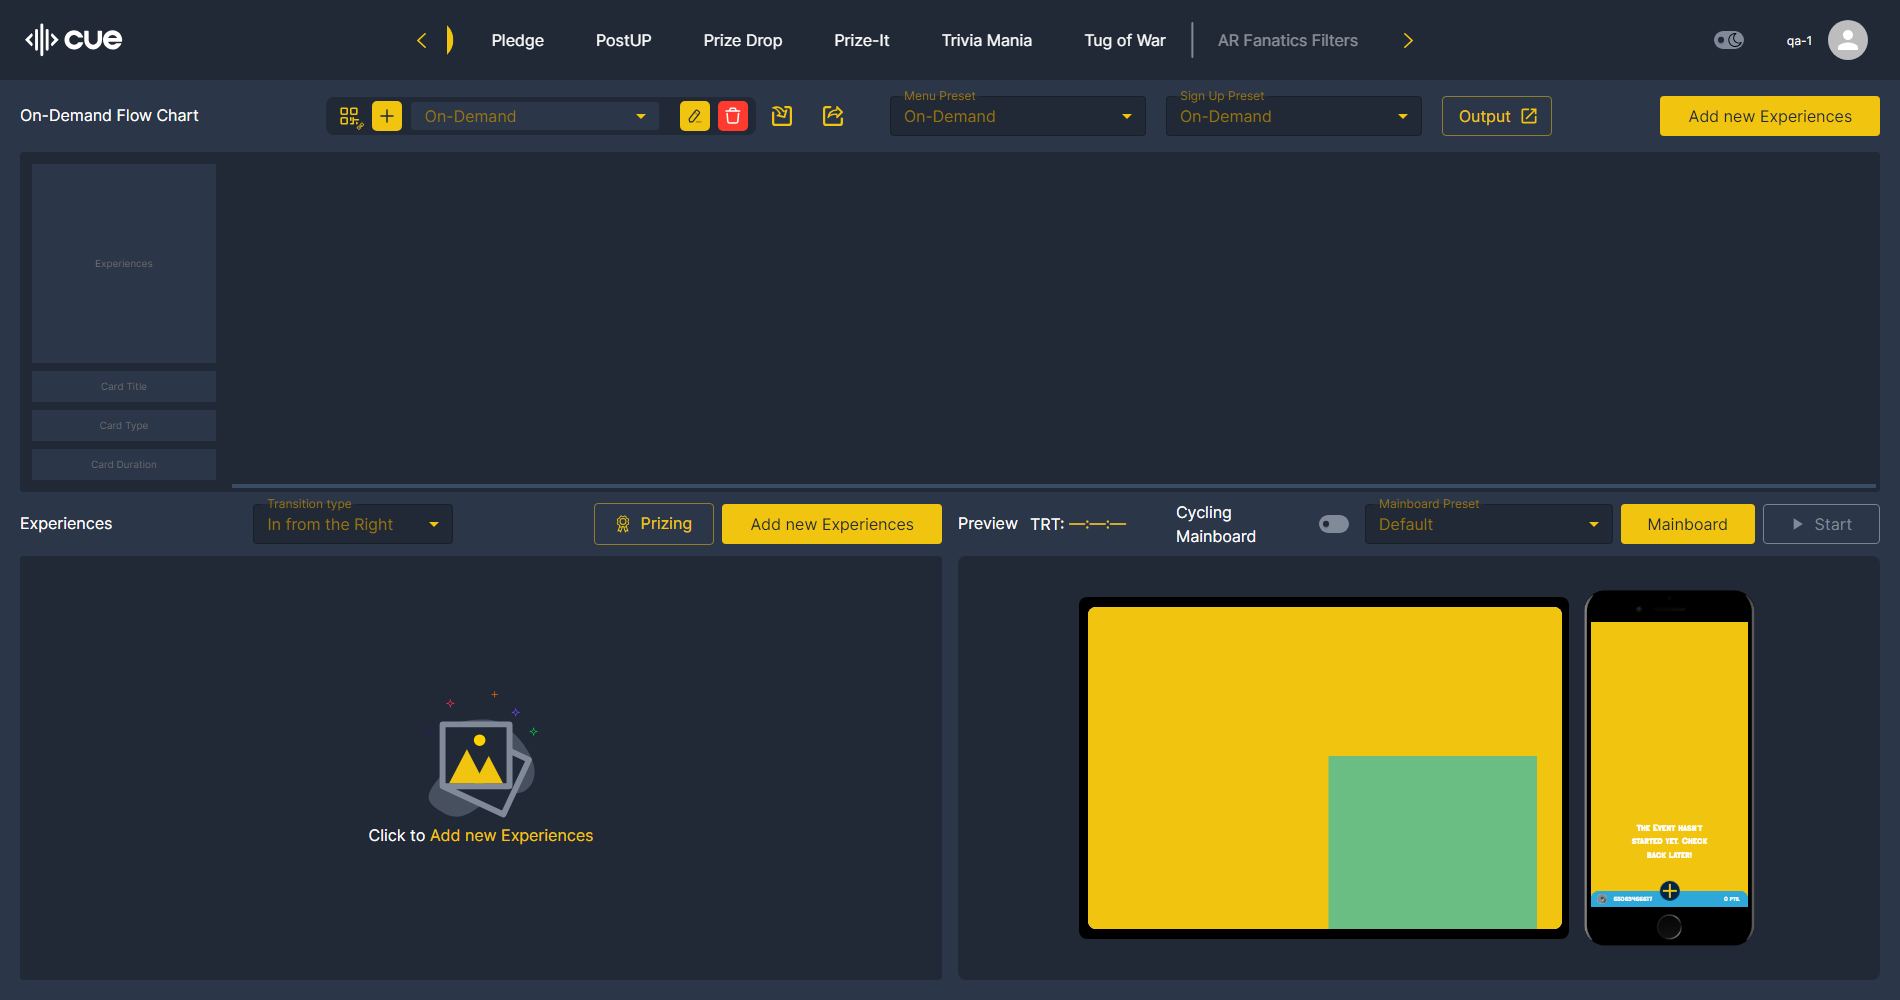 cue
Pledge
PostUP
Prize Drop
Prize-It
Trivia Mania
Tug of War
AR Fanatics Filters
qa-1
On-Demand Flow Chart
On-Demand
Menu Preset
On-Demand
Sign Up Preset
On-Demand
Output
Add new Experiences
Experiences
Card Title
Card Type
Card Duration
Experiences
Transition type
In from the Right
Prizing
Add new Experiences
Preview
TRT: —:—:—
Cycling
Mainboard
Mainboard Preset
Default
Mainboard
Start
Click to Add new Experiences
The Event hasn't
started yet. Check
back later!
0 pts.